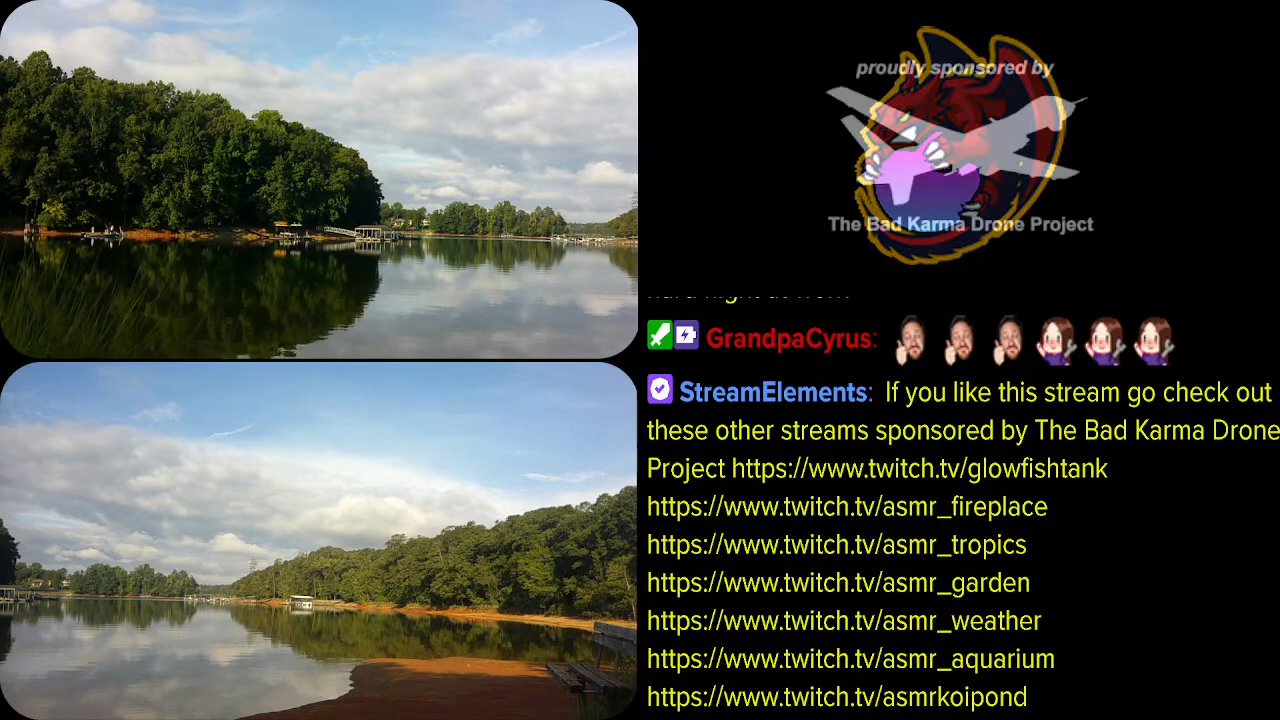 proudly sponsored by
The Bad Karma Drone Project
GrandpaCyrus:
StreamElements: If you like this stream go check out
these other streams sponsored by The Bad Karma Drone
Project https://www.twitch.tv/glowfishtank
https://www.twitch.tv/asmr_fireplace
https://www.twitch.tv/asmr_tropics
https://www.twitch.tv/asmr_garden
https://www.twitch.tv/asmr_weather
https://www.twitch.tv/asmr_aquarium
https://www.twitch.tv/asmrkoipond